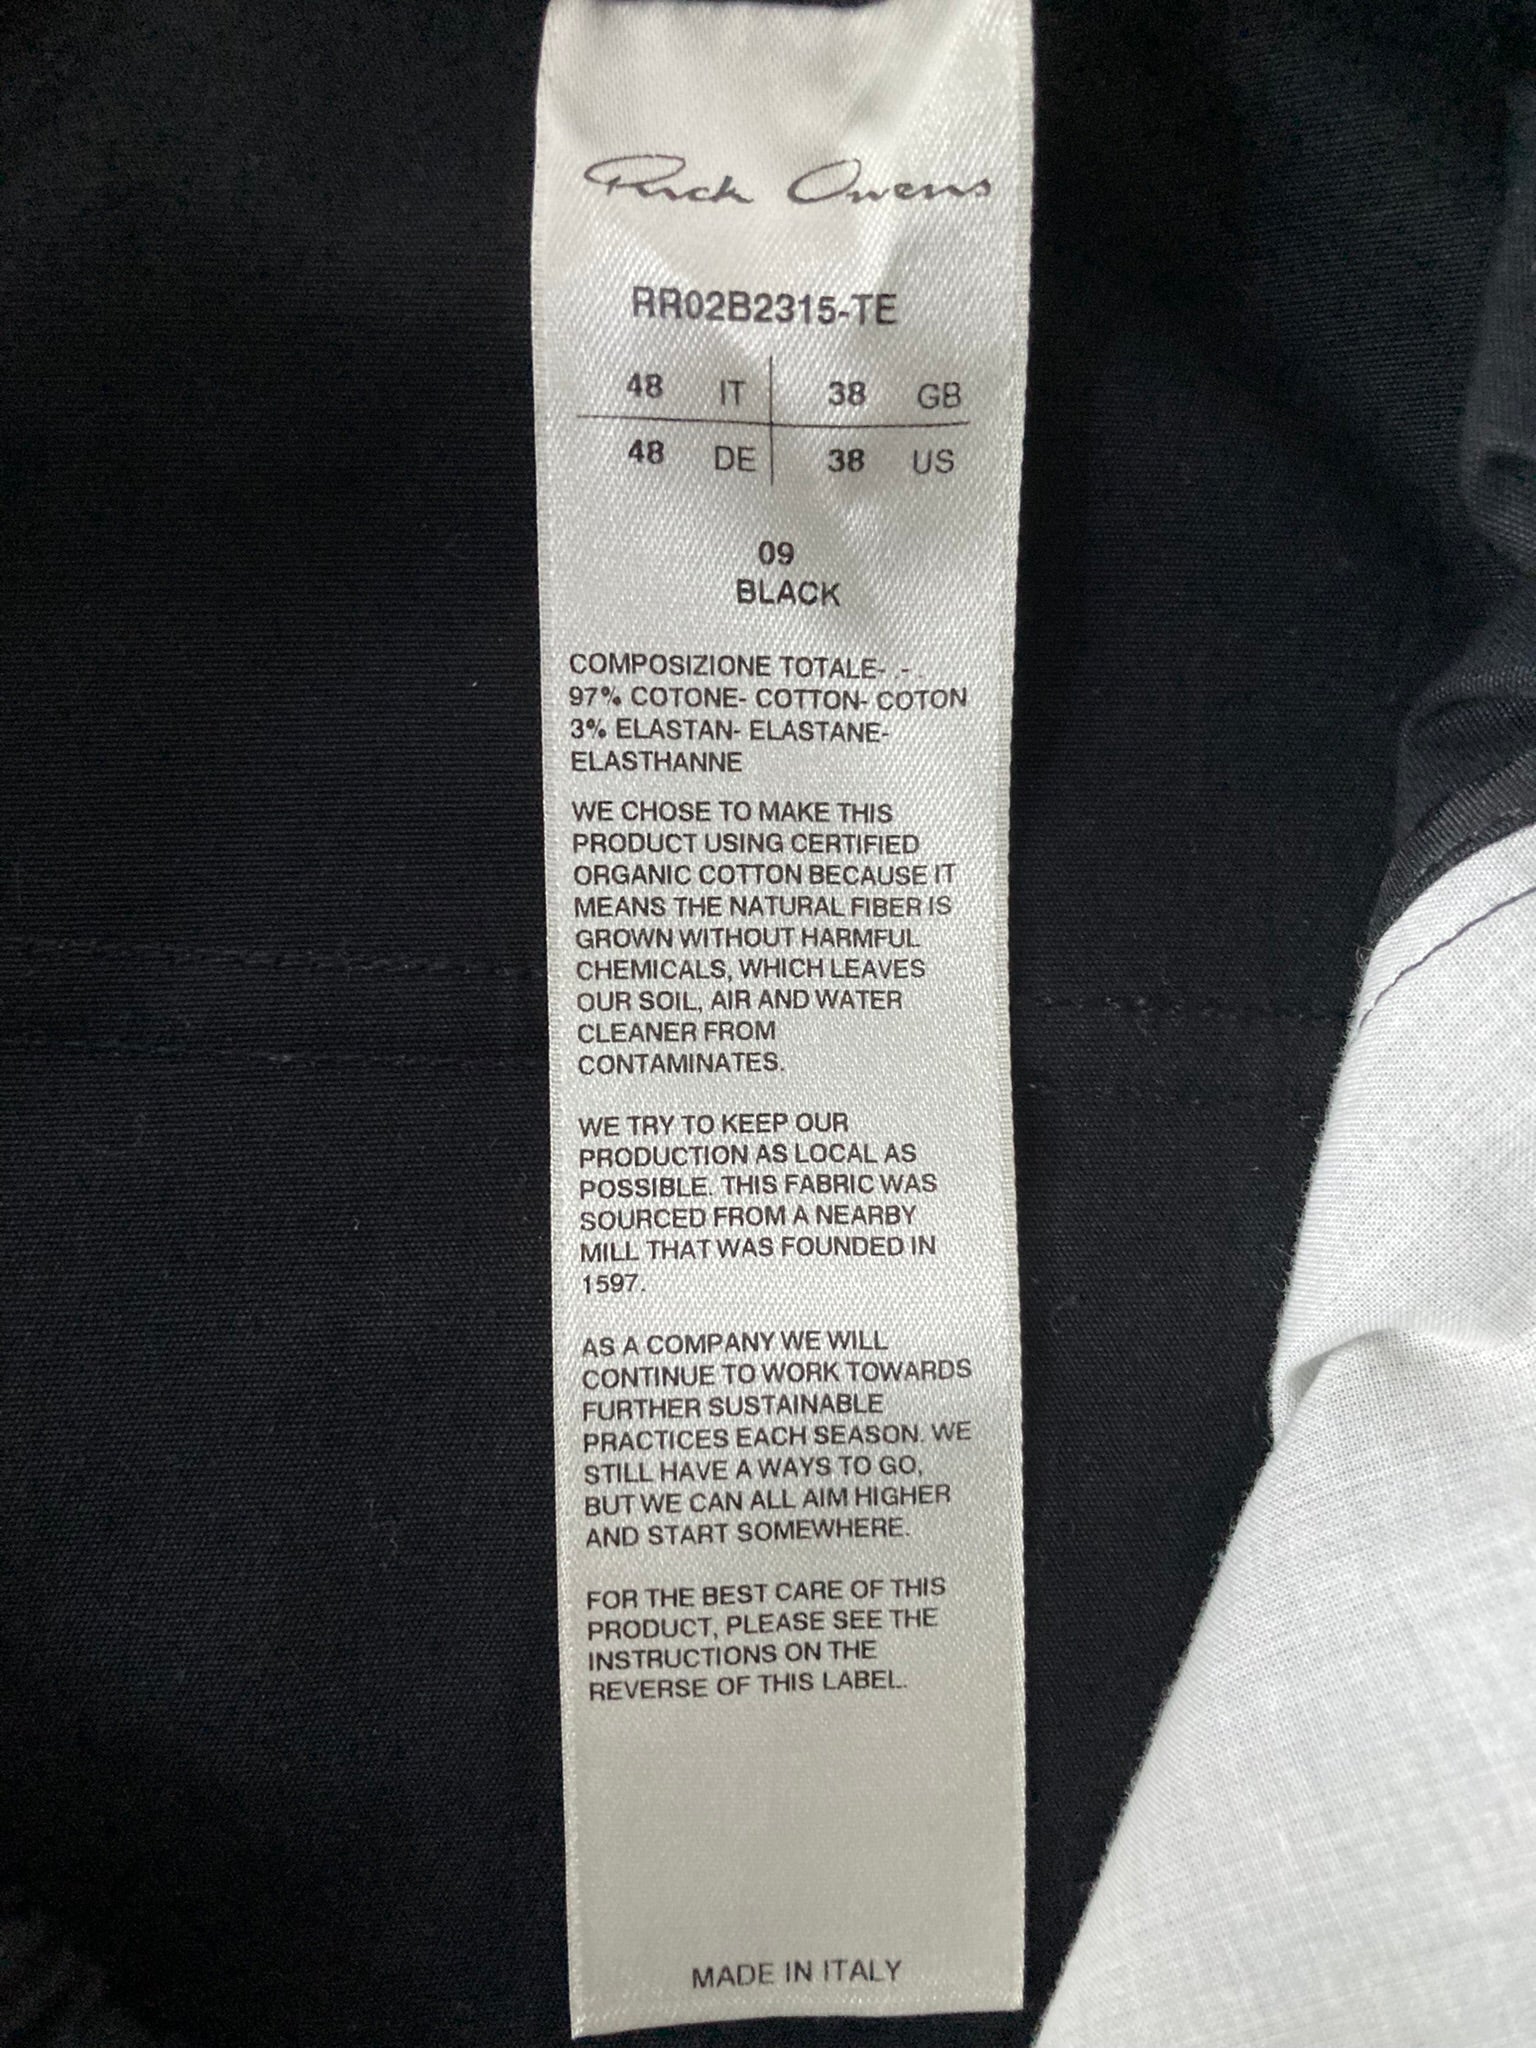 Rick Owens
RR02B2315-TE
48 IT 38 GB
48 DE 38 US
09
BLACK
COMPOSIZIONE TOTALE- .- .
97% COTONE- COTTON- COTON
3% ELASTAN- ELASTANE-
ELASTHANNE
WE CHOSE TO MAKE THIS
PRODUCT USING CERTIFIED
ORGANIC COTTON BECAUSE IT
MEANS THE NATURAL FIBER IS
GROWN WITHOUT HARMFUL
CHEMICALS, WHICH LEAVES
OUR SOIL, AIR AND WATER
CLEANER FROM
CONTAMINATES.
WE TRY TO KEEP OUR
PRODUCTION AS LOCAL AS
POSSIBLE. THIS FABRIC WAS
SOURCED FROM A NEARBY
MILL THAT WAS FOUNDED IN
1597.
AS A COMPANY WE WILL
CONTINUE TO WORK TOWARDS
FURTHER SUSTAINABLE
PRACTICES EACH SEASON. WE
STILL HAVE A WAYS TO GO,
BUT WE CAN ALL AIM HIGHER
AND START SOMEWHERE.
FOR THE BEST CARE OF THIS
PRODUCT, PLEASE SEE THE
INSTRUCTIONS ON THE
REVERSE OF THIS LABEL.
MADE IN ITALY